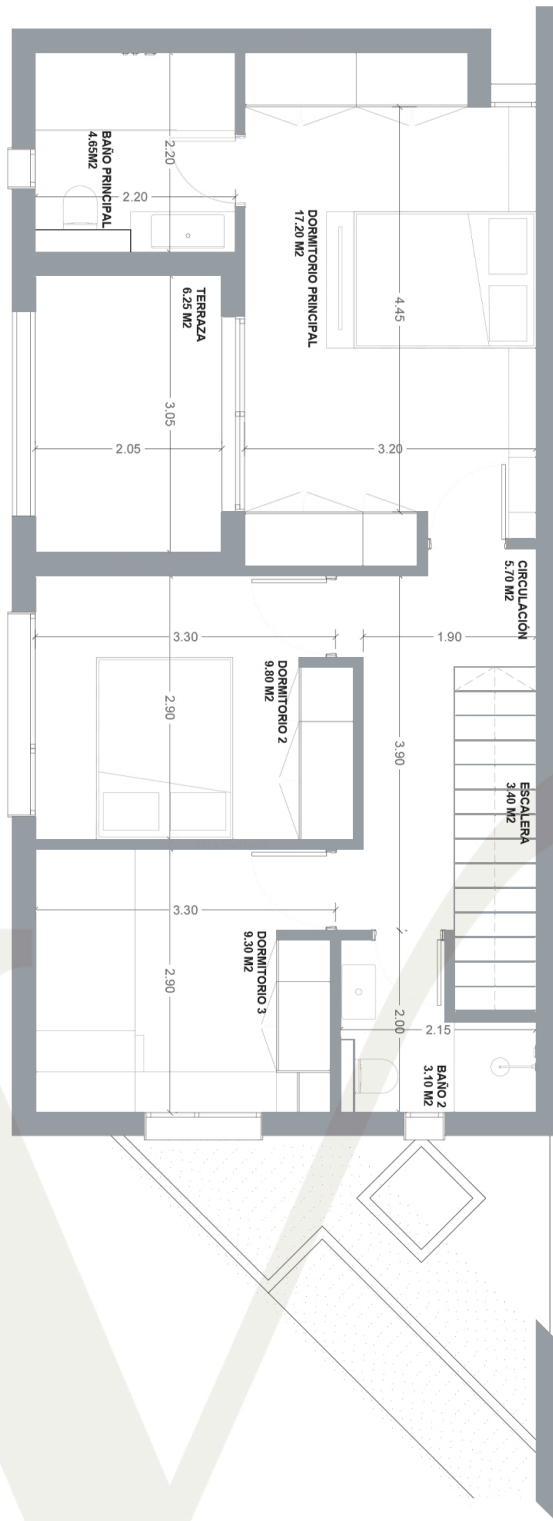 BAÑO PRINCIPAL
4.65M2
2.20
2.20
DORMITORIO PRINCIPAL
17.20 M2
4.45
3.20
TERRAZA
6.25 M2
3.05
2.05
CIRCULACIÓN
5.70 M2
1.90
3.90
DORMITORIO 2
9.80 M2
3.30
2.90
ESCALERA
3.40 M2
DORMITORIO 3
9.30 M2
3.30
2.90
BAÑO 2
3.10 M2
2.00
2.15